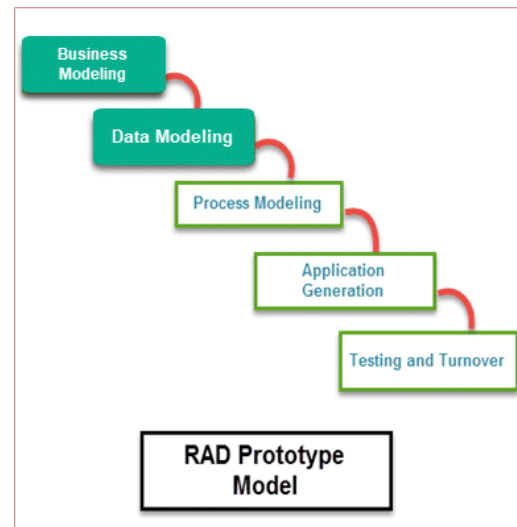 Business
Modeling
Data Modeling
Process Modeling
Application
Generation
Testing and Turnover
RAD Prototype
Model